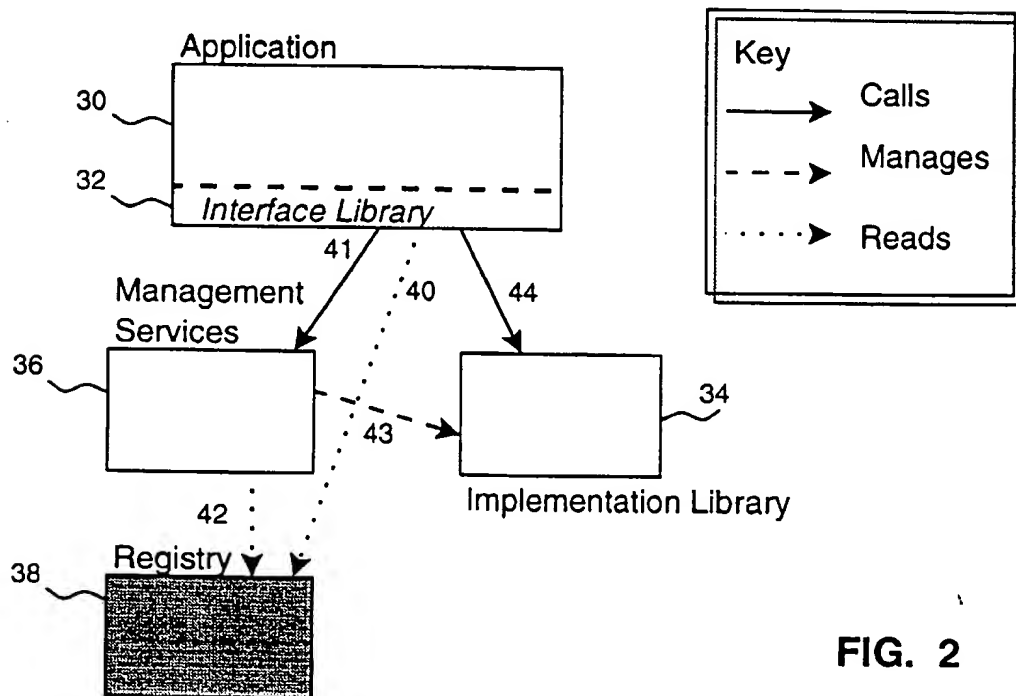 Application
Key
30
Calls
32
Manages
Interface Library
Reads
41
40
44
Management
Services
36
34
43
Implementation Library
42
Registry
38
FIG. 2